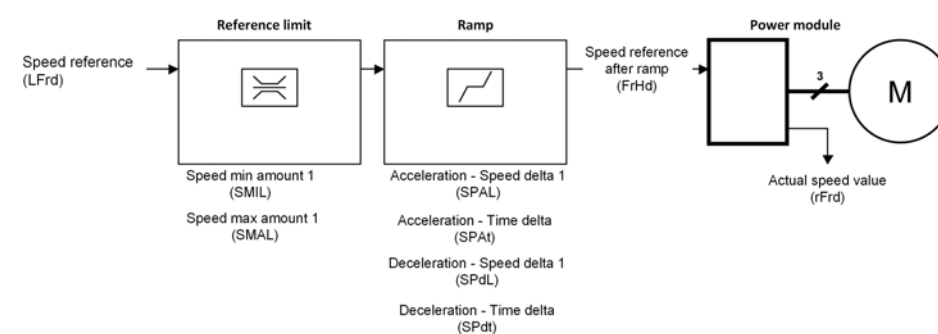 Reference limit
Ramp
Power module
Speed reference
(LFrd)
Speed reference
after ramp
(FrHd)
3
M
Speed min amount 1
(SMIL)
Speed max amount 1
(SMAL)
Acceleration - Speed delta 1
(SPAL)
Acceleration - Time delta
(SPAt)
Deceleration - Speed delta 1
(SPdL)
Deceleration - Time delta
(SPdt)
Actual speed value
(rFrd)